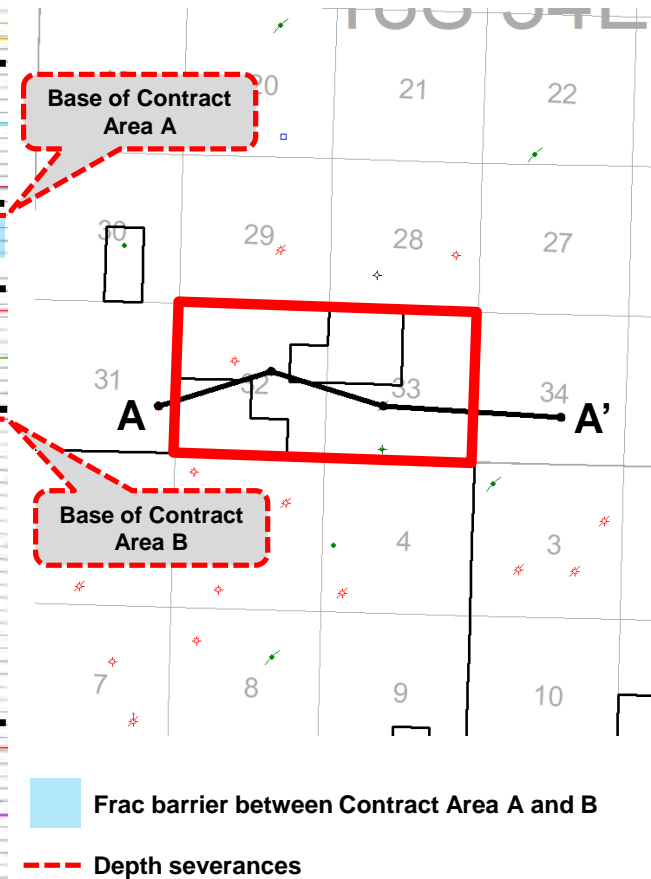 20
21
22
Base of Contract
Area A
30
29
28
27
31
32
33
34
A
A'
Base of Contract
Area B
4
3
7
8
9
10
Frac barrier between Contract Area A and B
Depth severances